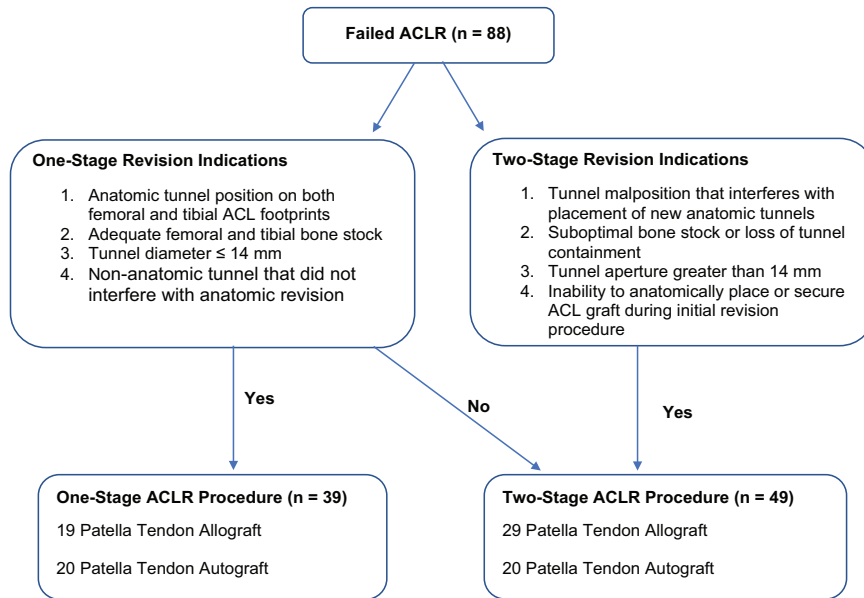 Failed ACLR (n = 88)
One-Stage Revision Indications
1. Anatomic tunnel position on both
femoral and tibial ACL footprints
2. Adequate femoral and tibial bone stock
3. Tunnel diameter ≤ 14 mm
4. Non-anatomic tunnel that did not
interfere with anatomic revision
Two-Stage Revision Indications
1. Tunnel malposition that interferes with
placement of new anatomic tunnels
2. Suboptimal bone stock or loss of tunnel
containment
3. Tunnel aperture greater than 14 mm
4. Inability to anatomically place or secure
ACL graft during initial revision
procedure
Yes
No
Yes
One-Stage ACLR Procedure (n = 39)
19 Patella Tendon Allograft
20 Patella Tendon Autograft
Two-Stage ACLR Procedure (n = 49)
29 Patella Tendon Allograft
20 Patella Tendon Autograft